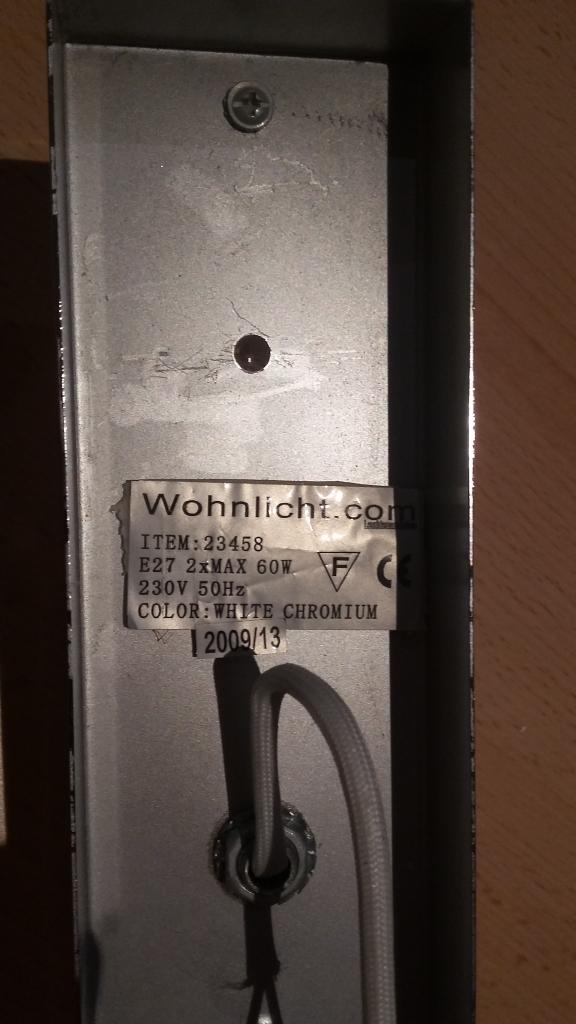 Wohnlicht.com
ITEM:23458
E27 2xMAX 60W
F
CE
230V 50Hz
COLOR:WHITE CHROMIUM
2009/13